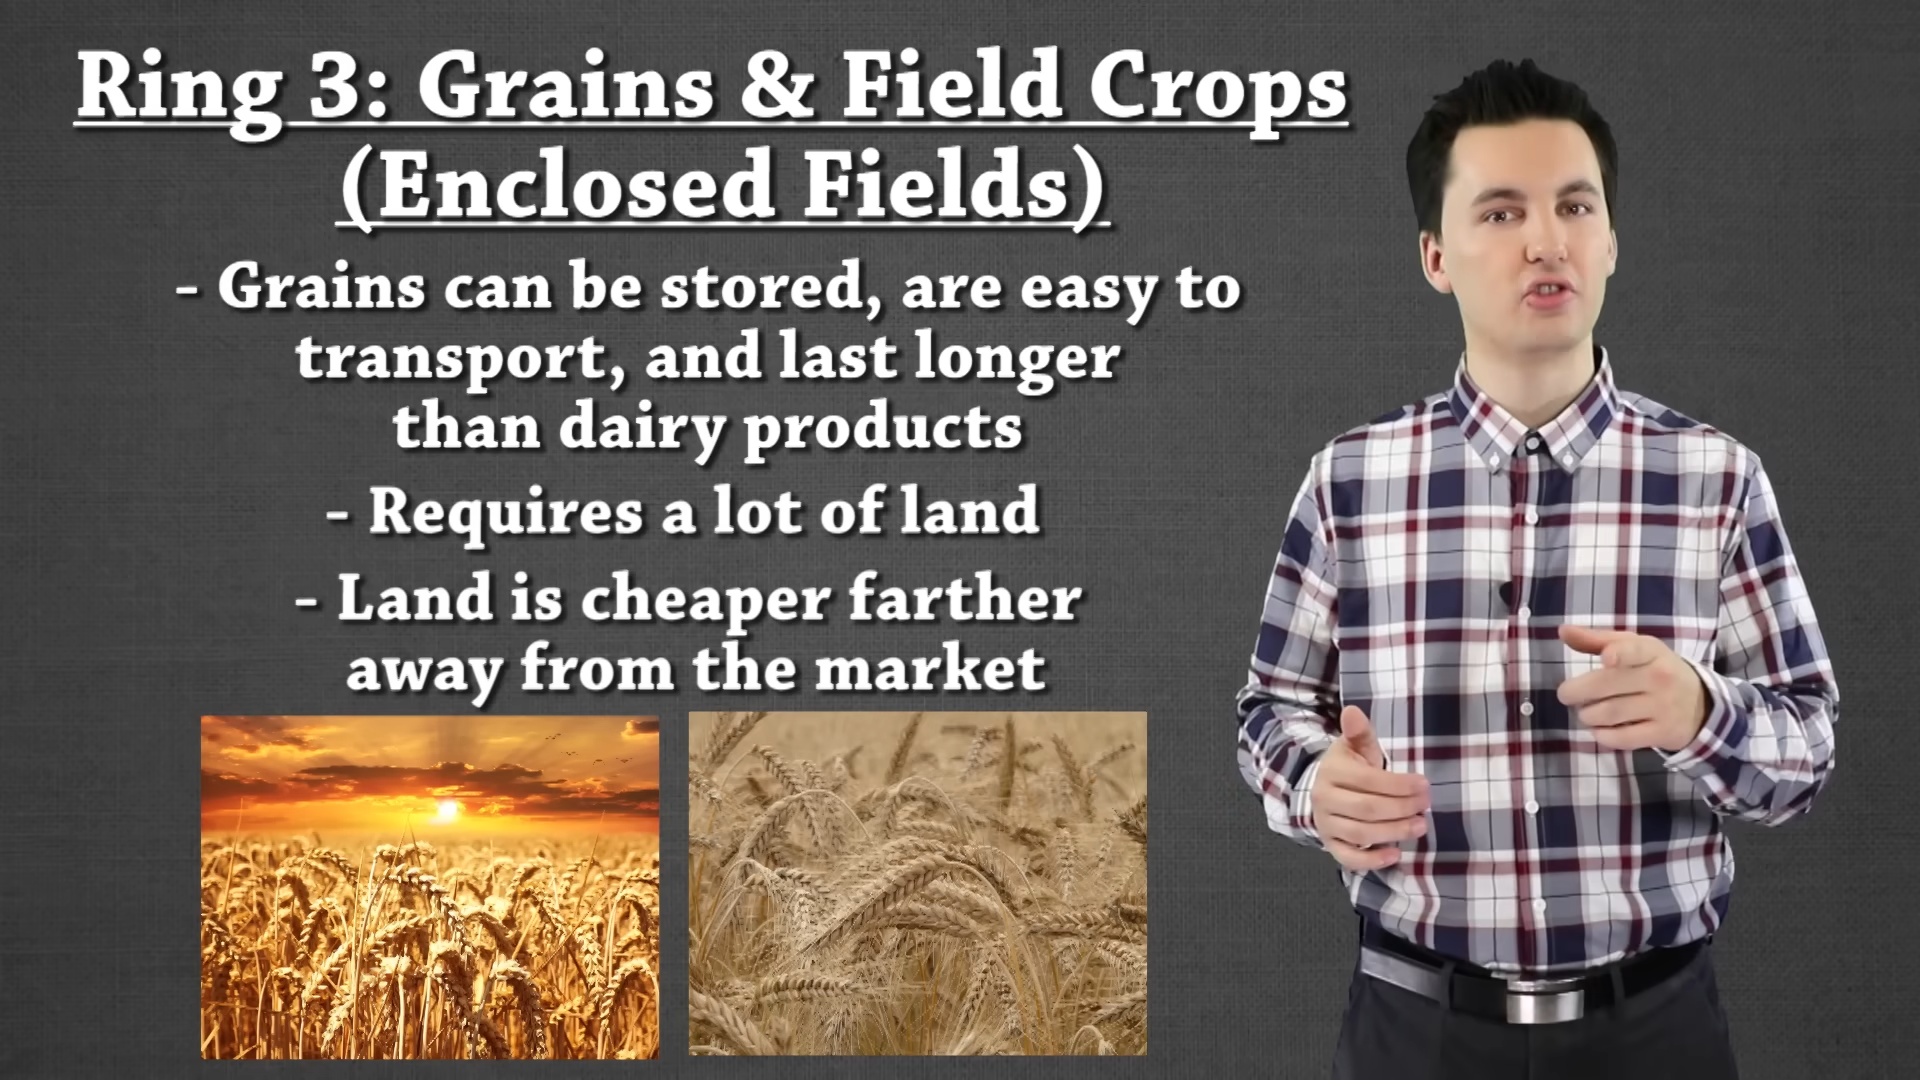 Ring 3: Grains & Field Crops
(Enclosed Fields)
- Grains can be stored, are easy to
transport, and last longer
than dairy products
- Requires a lot of land
- Land is cheaper farther
away from the market